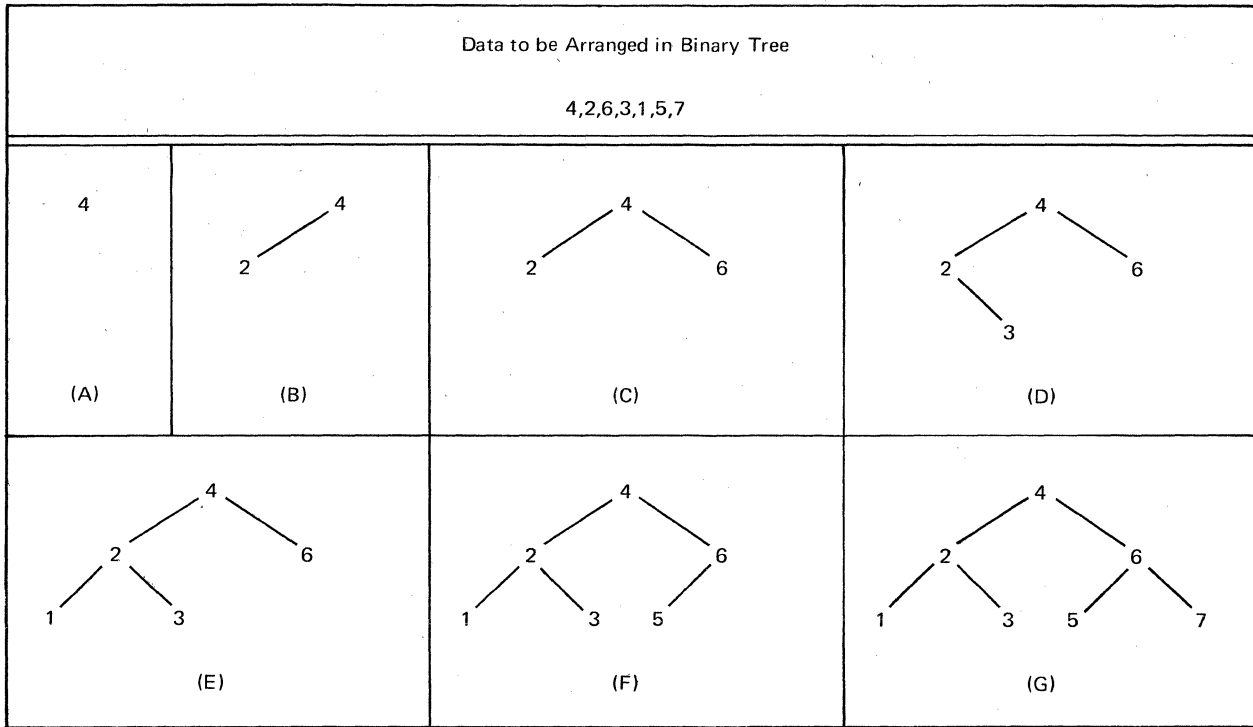 Data to be Arranged in Binary Tree
4,2,6,3,1,5,7
4
(A)
4
2
(B)
4
2 6
(C)
4
2 6
3
(D)
4
2 6
1 3
(E)
4
2 6
1 3 5
(F)
4
2 6
1 3 5 7
(G)